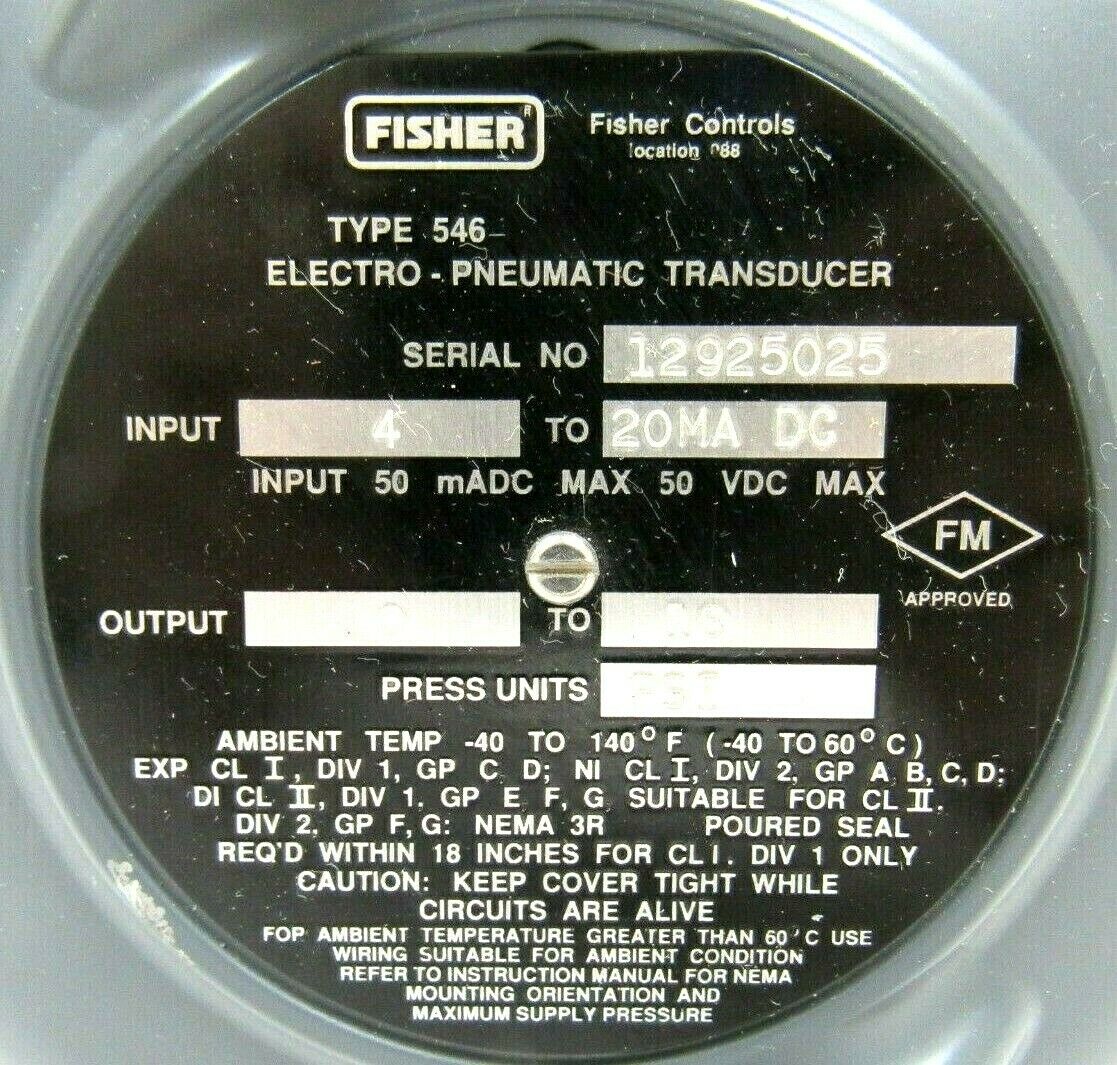 FISHER
Fisher Controls
location
TYPE 546
ELECTRO - PNEUMATIC TRANSDUCER
SERIAL NO 12925025
INPUT 4 TO 20MA DC
INPUT 50 mADC MAX 50 VDC MAX
FM
APPROVED
OUTPUT TO
PRESS UNITS PSI
AMBIENT TEMP -40 TO 140° F (-40 TO 60° C)
EXP CL I, DIV 1, GP C D; NI CL I, DIV 2, GP A B, C, D;
DI CL II, DIV 1. GP E F, G SUITABLE FOR CL II.
DIV 2, GP F, G: NEMA 3R POURED SEAL
REQ'D WITHIN 18 INCHES FOR CL I. DIV 1 ONLY
CAUTION: KEEP COVER TIGHT WHILE
CIRCUITS ARE ALIVE
FOP AMBIENT TEMPERATURE GREATER THAN 60°C USE
WIRING SUITABLE FOR AMBIENT CONDITION
REFER TO INSTRUCTION MANUAL FOR NEMA
MOUNTING ORIENTATION AND
MAXIMUM SUPPLY PRESSURE